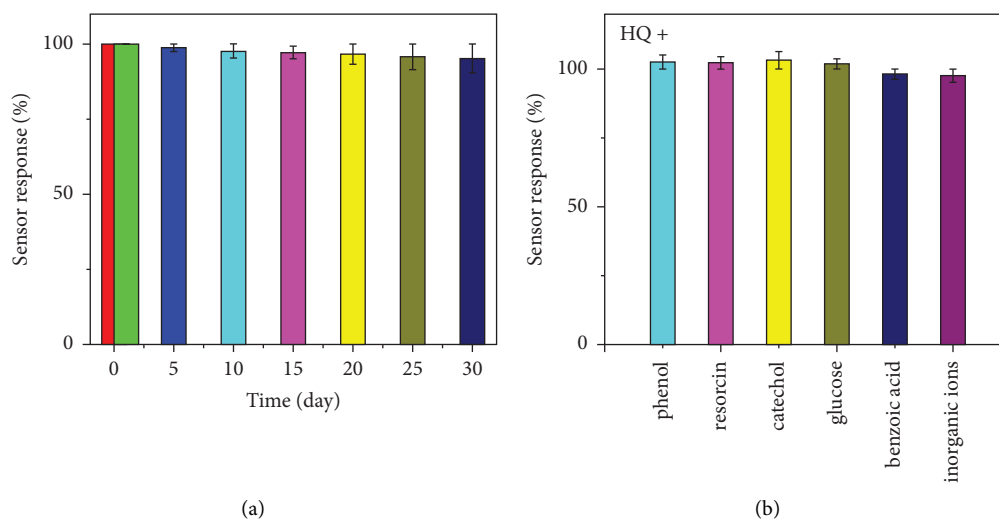 100
50
0
Sensor response (%)
0 5 10 15 20 25 30
Time (day)
(a)
HQ +
100
50
0
Sensor response (%)
phenol
resorcin
catechol
glucose
benzoic acid
inorganic ions
(b)